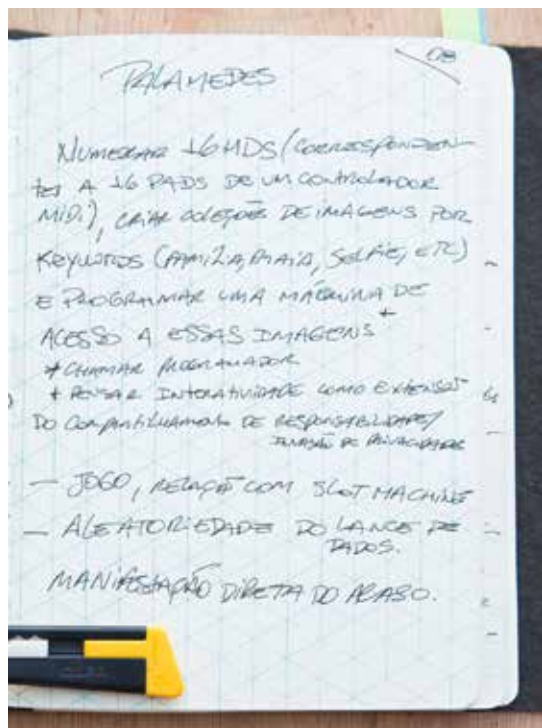 08
PALAMEDES
NUMERAR 16 HDS (CORRESPONDEN-
TES A 16 PADS DE UM CONTROLADOR
MIDI), CRIAR COLEÇÕES DE IMAGENS POR
KEYWORDS (FAMÍLIA, PRAIA, SELFIE, ETC)
E PROGRAMAR UMA MÁQUINA DE
ACESSO A ESSAS IMAGENS +
* CHAMAR PROGRAMADOR
+ PENSAR INTERATIVIDADE COMO EXTENSÃO
DO COMPARTILHAMENTO DE RESPONSABILIDADE/
INVASÃO DE PRIVACIDADE
— JOGO, RELAÇÃO COM SLOT MACHINE
— ALEATORIEDADE DO LANCE DE
DADOS.
MANIFESTAÇÃO DIRETA DO ACASO.